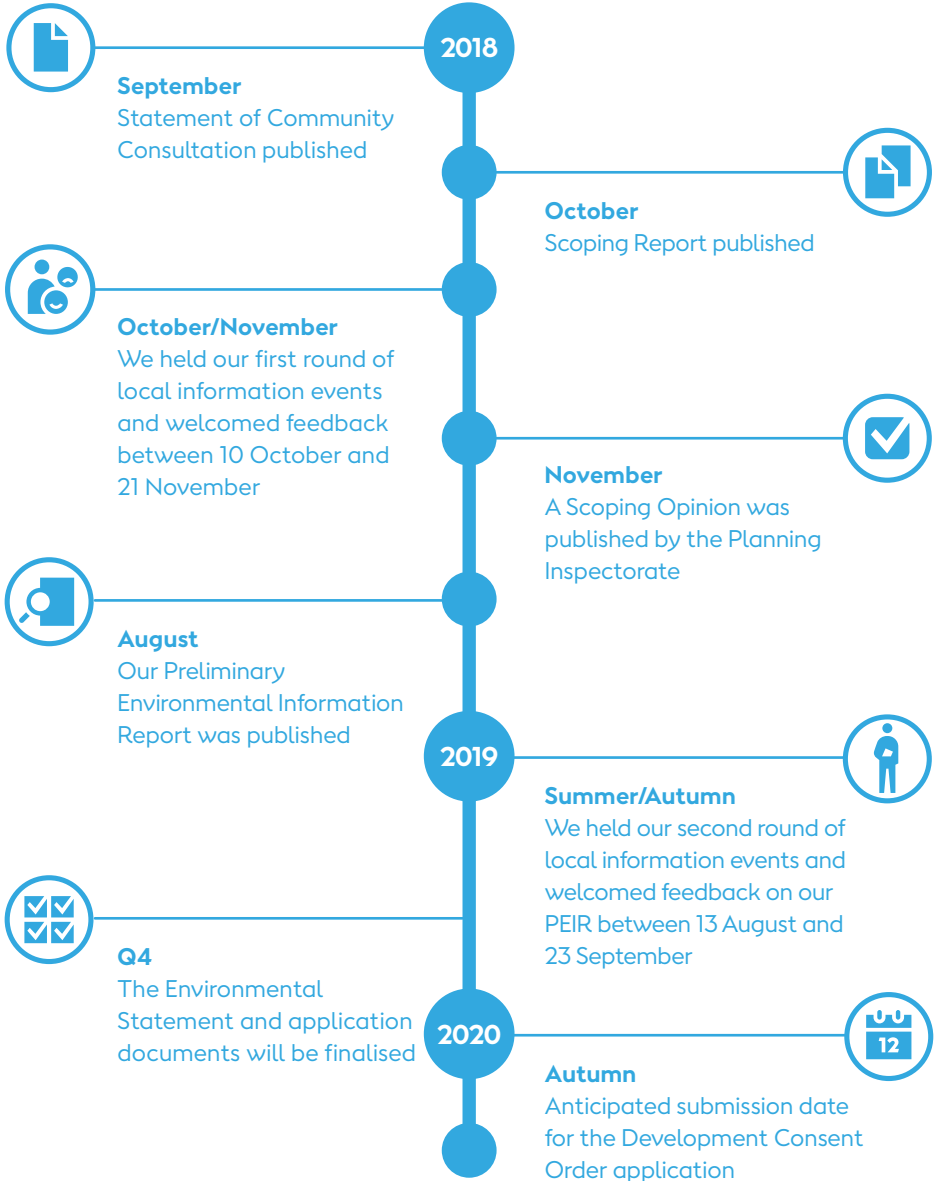 2018
September
Statement of Community
Consultation published
October
Scoping Report published
October/November
We held our first round of
local information events
and welcomed feedback
between 10 October and
21 November
November
A Scoping Opinion was
published by the Planning
Inspectorate
August
Our Preliminary
Environmental Information
Report was published
2019
Summer/Autumn
We held our second round of
local information events and
welcomed feedback on our
PEIR between 13 August and
23 September
Q4
The Environmental
Statement and application
documents will be finalised
2020
12
Autumn
Anticipated submission date
for the Development Consent
Order application